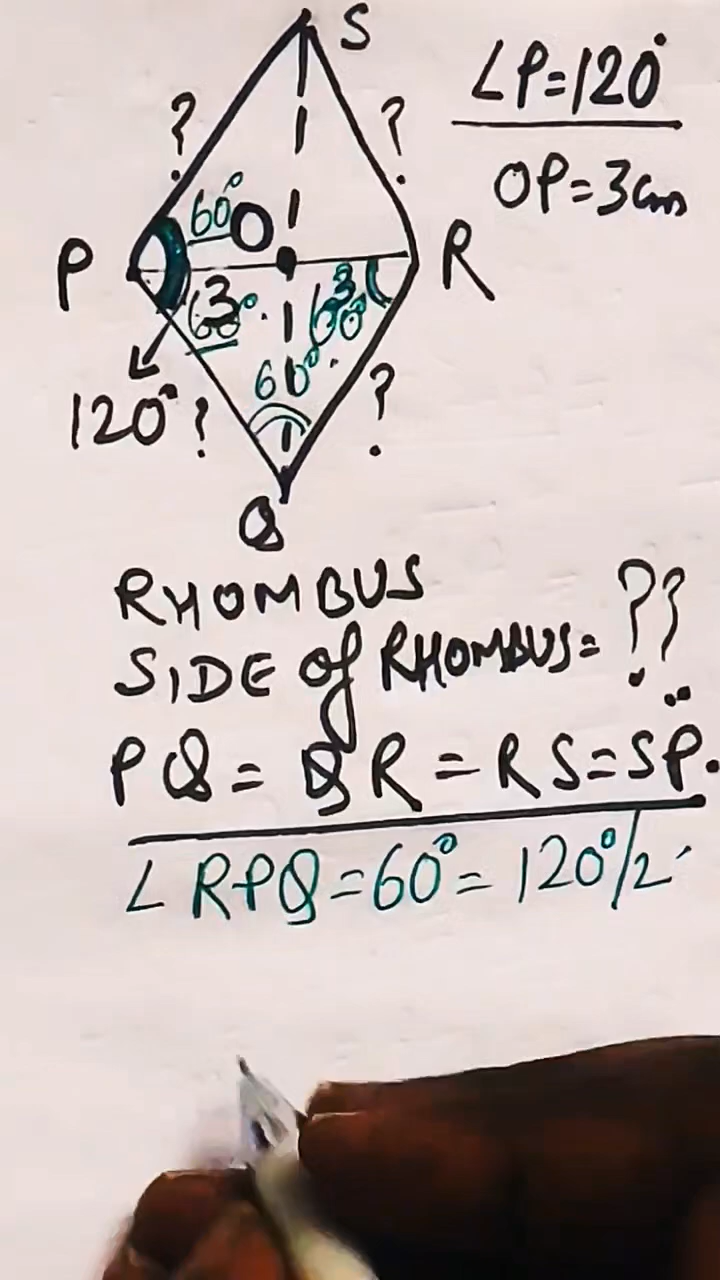 S
∠P=120°
?
?
OP=3cm
60°
O
P
R
3
60°
3
60°
120°
?
60°
?
Q
RHOMBUS
SIDE of RHOMBUS= ??
PQ = QR = RS = SP.
∠RPQ = 60° = 120°/2